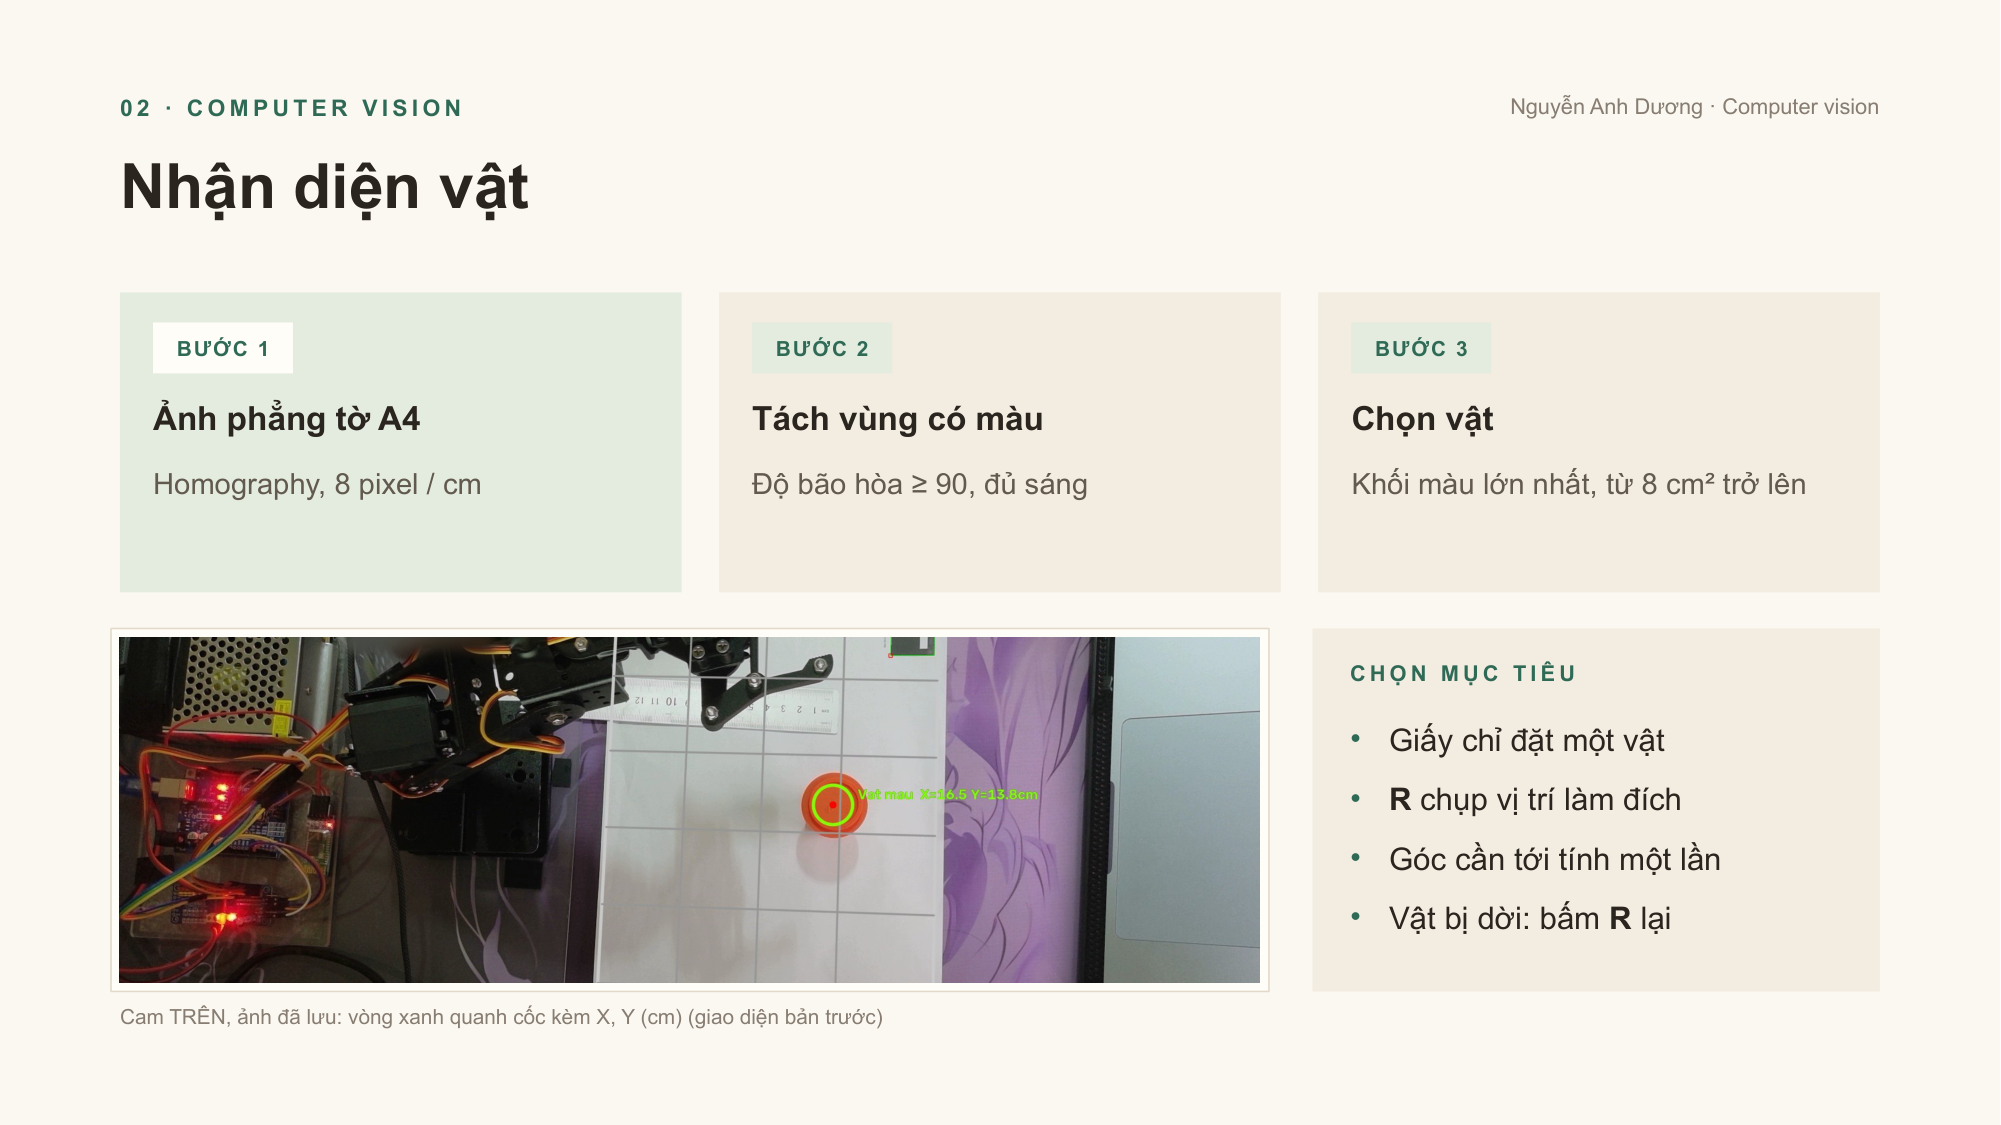 02 · COMPUTER VISION
Nguyễn Anh Dương · Computer vision
Nhận diện vật
BƯỚC 1
Ảnh phẳng tờ A4
Homography, 8 pixel / cm
BƯỚC 2
Tách vùng có màu
Độ bão hòa ≥ 90, đủ sáng
BƯỚC 3
Chọn vật
Khối màu lớn nhất, từ 8 cm² trở lên
Vat mau X=16.5 Y=13.8cm
Cam TRÊN, ảnh đã lưu: vòng xanh quanh cốc kèm X, Y (cm) (giao diện bản trước)
CHỌN MỤC TIÊU
• Giấy chỉ đặt một vật
• R chụp vị trí làm đích
• Góc cần tới tính một lần
• Vật bị dời: bấm R lại